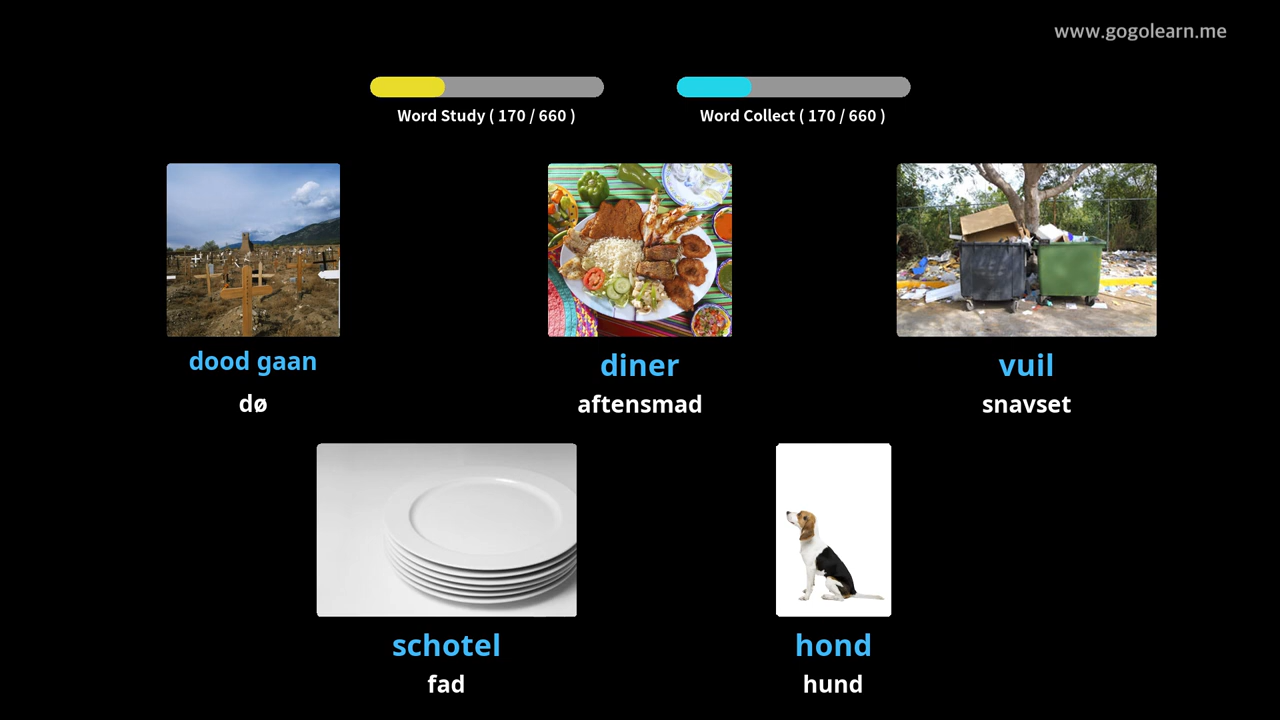 www.gogolearn.me
Word Study ( 170 / 660 )
Word Collect ( 170 / 660 )
dood gaan
dø
diner
aftensmad
vuil
snavset
schotel
fad
hond
hund